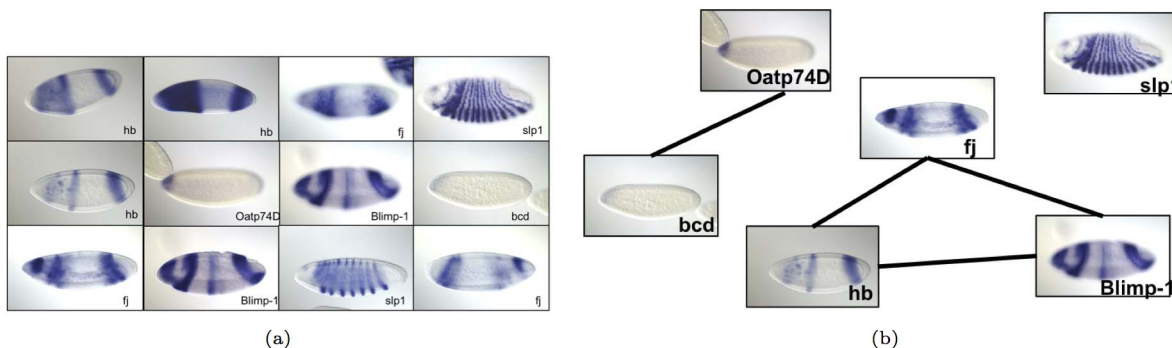 hb
hb
fj
slp1
hb
Oatp74D
Blimp-1
bcd
fj
Blimp-1
slp1
fj
(a)
Oatp74D
slp1
fj
bcd
hb
Blimp-1
(b)